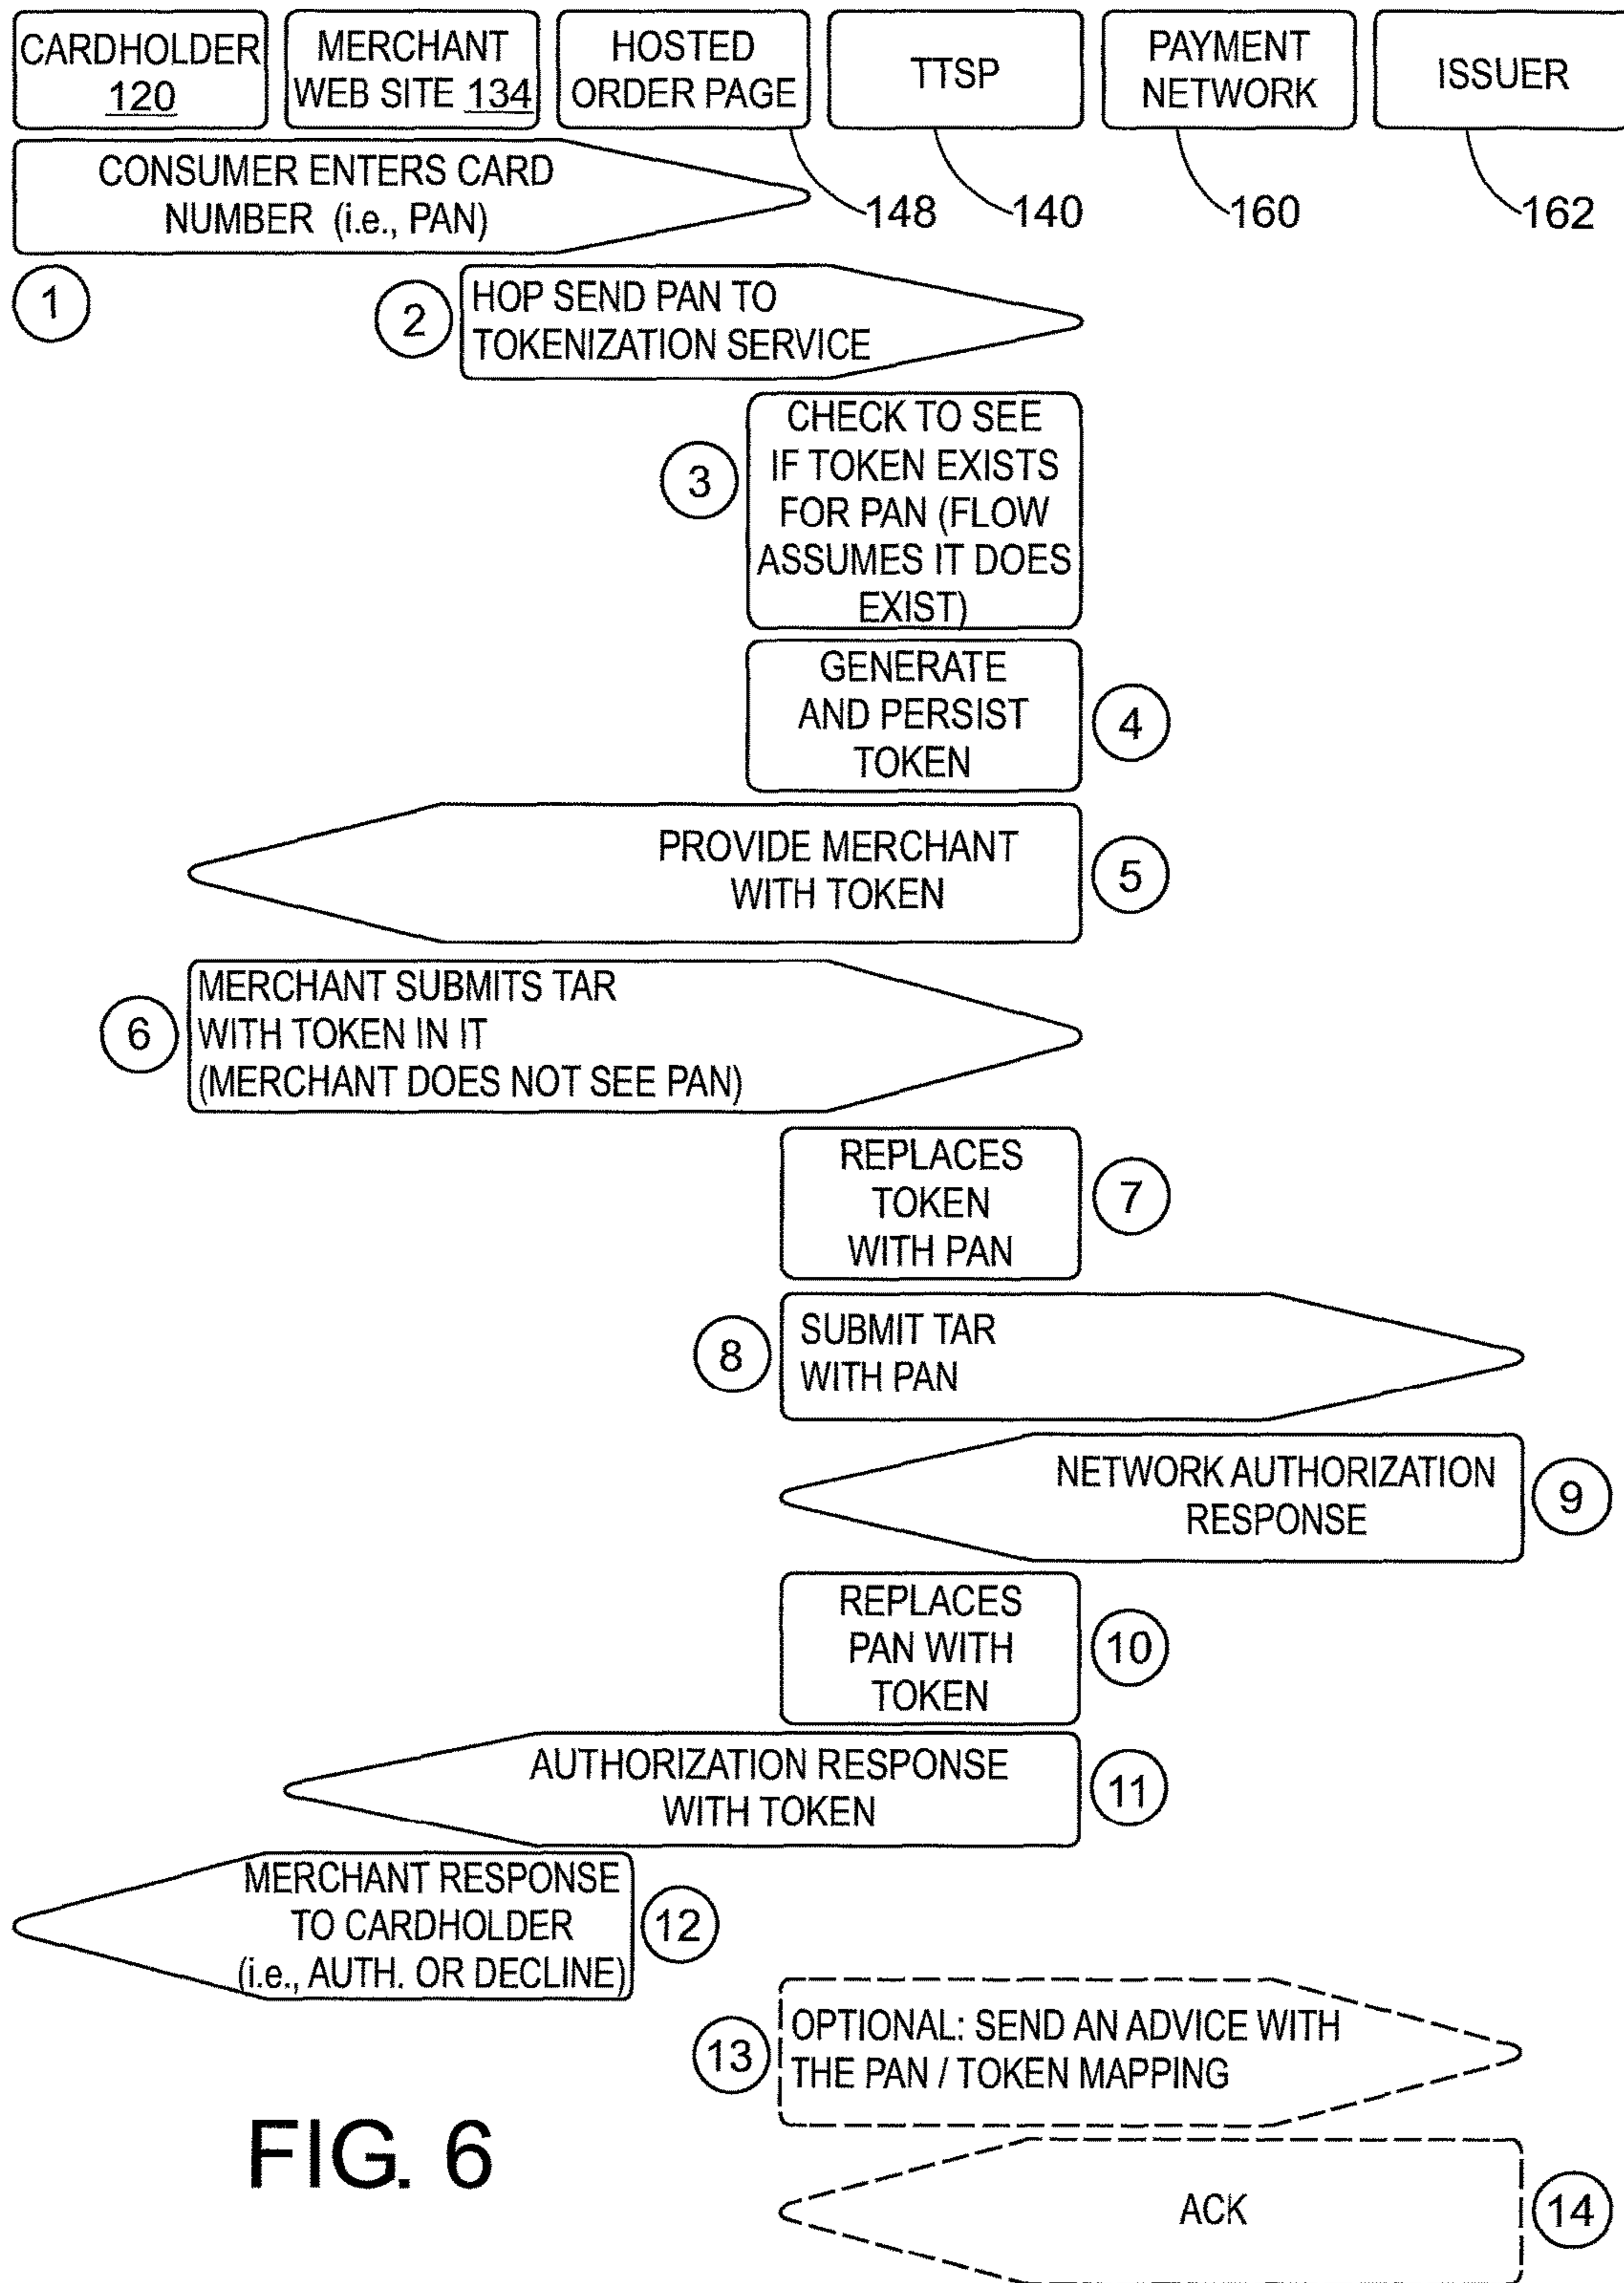 CARDHOLDER
120
MERCHANT
WEB SITE 134
HOSTED
ORDER PAGE
TTSP
PAYMENT
NETWORK
ISSUER
CONSUMER ENTERS CARD
NUMBER (i.e., PAN)
148
140
160
162
1
2
HOP SEND PAN TO
TOKENIZATION SERVICE
3
CHECK TO SEE
IF TOKEN EXISTS
FOR PAN (FLOW
ASSUMES IT DOES
EXIST)
GENERATE
AND PERSIST
TOKEN
4
PROVIDE MERCHANT
WITH TOKEN
5
6
MERCHANT SUBMITS TAR
WITH TOKEN IN IT
(MERCHANT DOES NOT SEE PAN)
REPLACES
TOKEN
WITH PAN
7
8
SUBMIT TAR
WITH PAN
NETWORK AUTHORIZATION
RESPONSE
9
REPLACES
PAN WITH
TOKEN
10
AUTHORIZATION RESPONSE
WITH TOKEN
11
MERCHANT RESPONSE
TO CARDHOLDER
(i.e., AUTH. OR DECLINE)
12
13
OPTIONAL: SEND AN ADVICE WITH
THE PAN / TOKEN MAPPING
FIG. 6
ACK
14